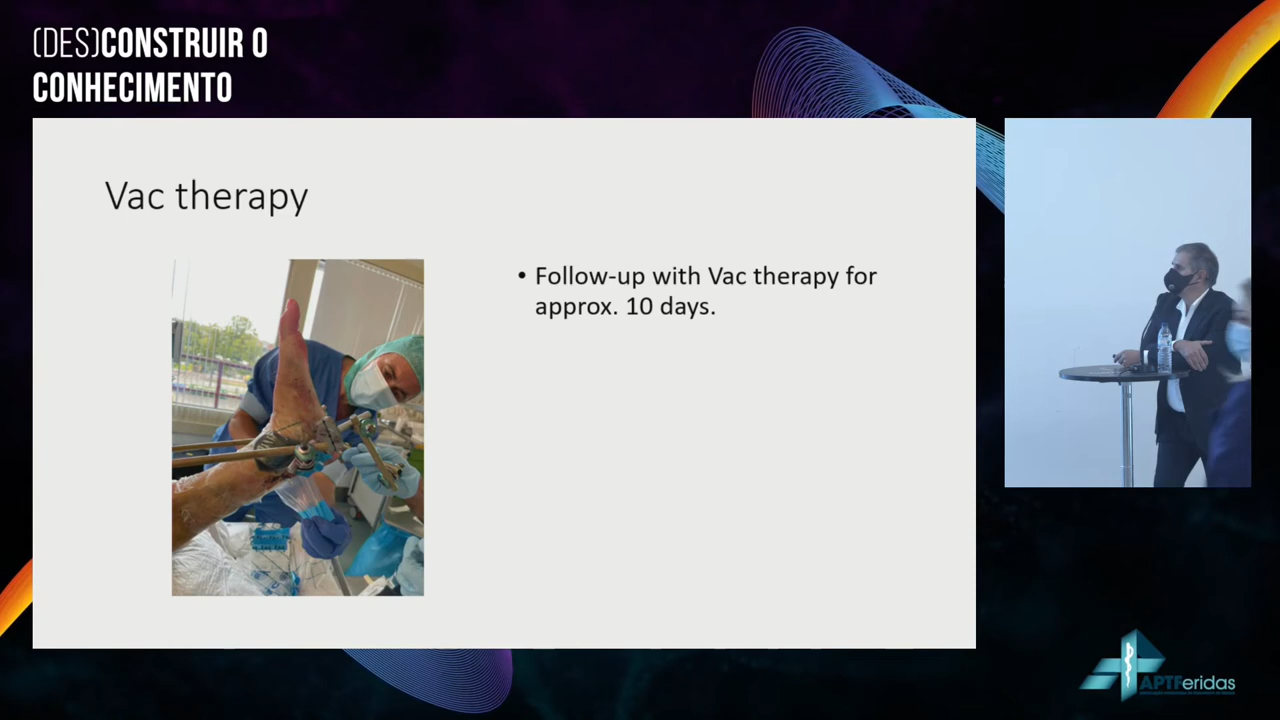 (DES)CONSTRUIR O
CONHECIMENTO
Vac therapy
• Follow-up with Vac therapy for
approx. 10 days.
APTFeridas